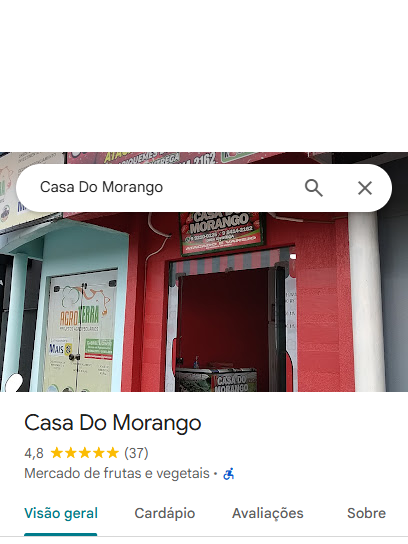 Casa Do Morango
CASA DO
MORANGO
AGROTERRA
MAIS
CASA DO
MORANGO
Casa Do Morango
4,8 ★★★★★ (37)
Mercado de frutas e vegetais ·
Visão geral
Cardápio
Avaliações
Sobre